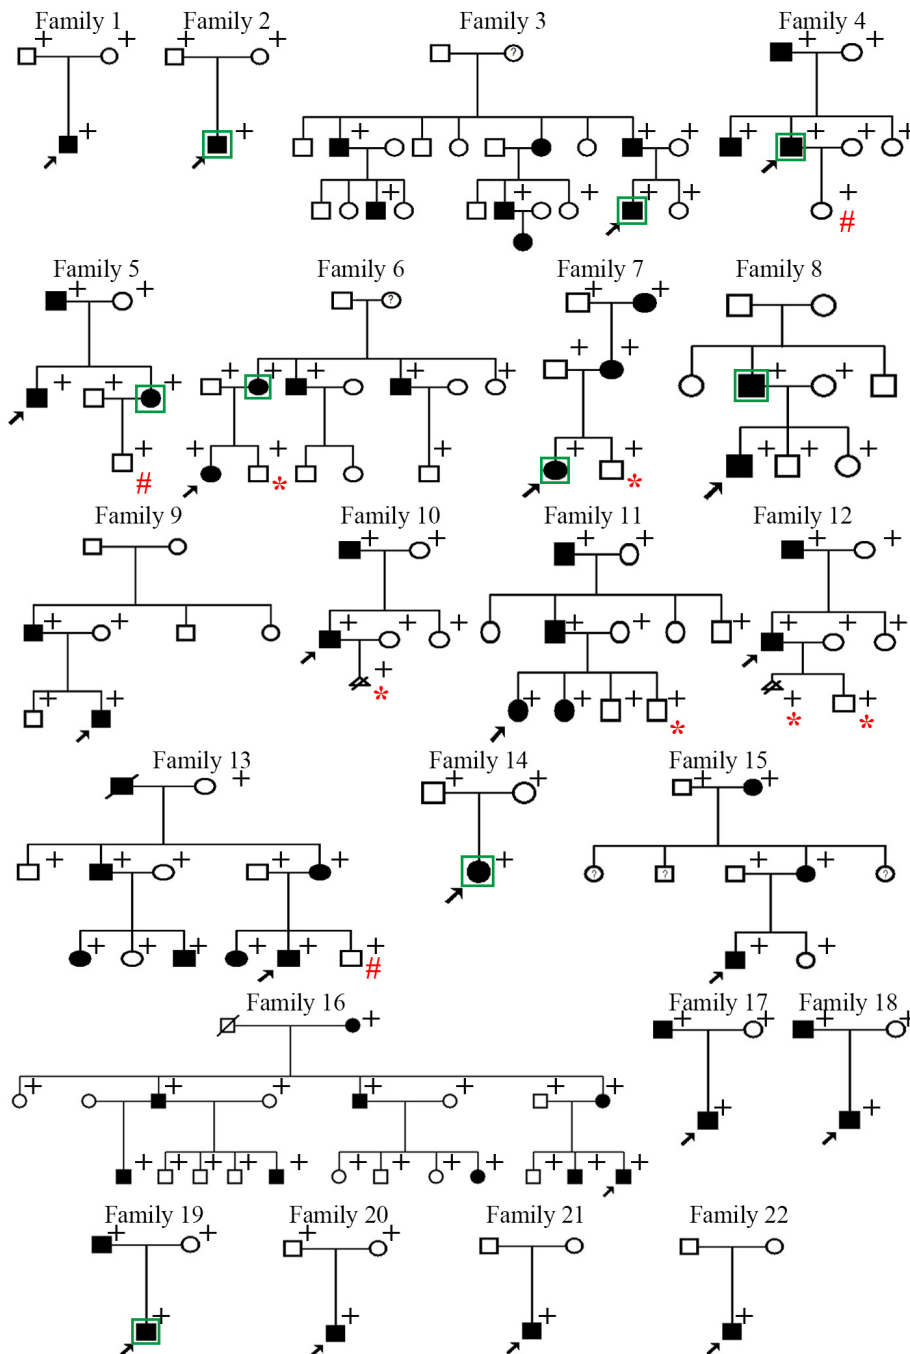 Family 1 Family 2 Family 3 Family 4
+ + + + ? + +
+ + + + + + + +
+ + + + + +
#
Family 5 Family 6 Family 7 Family 8
+ + ? + +
+ + + + + + + + + +
+ + + + + + + + +
# * *
Family 9 Family 10 Family 11 Family 12
+ + + + + +
+ + + + + + + + + + +
+ + + + + + + + +
* * * *
Family 13 Family 14 Family 15
+ + + + +
+ + + + + + ? ? + + ?
+ + + + + + + +
#
Family 16 Family 17 Family 18
+ + + + +
+ + + + + + + + +
+ + + + + + + + + + + +
Family 19 Family 20 Family 21 Family 22
+ + + +
+ + + +